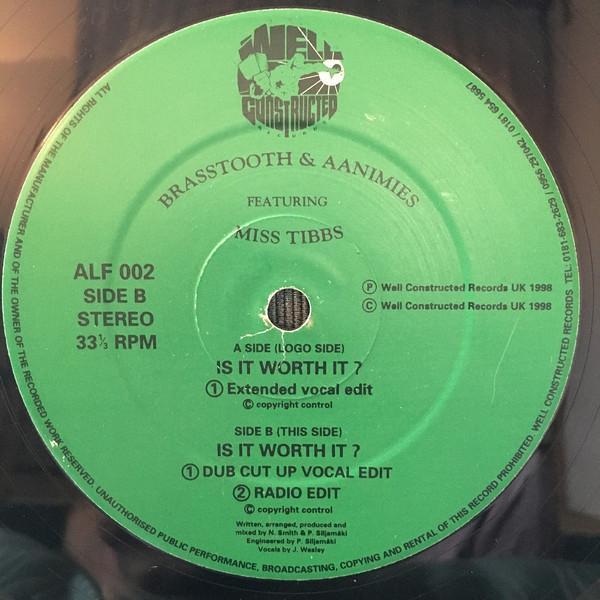 WELL
CONSTRUCTED
RECORDS
BRASSTOOTH & AANIMIES
FEATURING
MISS TIBBS
ALF 002
SIDE B
STEREO
33⅓ RPM
Ⓟ Well Constructed Records UK 1998
© Well Constructed Records UK 1998
A SIDE (LOGO SIDE)
IS IT WORTH IT ?
① Extended vocal edit
© copyright control
SIDE B (THIS SIDE)
IS IT WORTH IT ?
① DUB CUT UP VOCAL EDIT
② RADIO EDIT
© copyright control
Written, arranged, produced and
mixed by N. Smith & P. Siljamäki
Engineered by P. Siljamäki
Vocals by J. Wesley
ALL RIGHTS OF THE MANUFACTURER AND OF THE OWNER OF THE RECORDED WORK RESERVED. UNAUTHORISED PUBLIC PERFORMANCE, BROADCASTING, COPYING AND RENTAL OF THIS RECORD PROHIBITED. WELL CONSTRUCTED RECORDS TEL: 0181-683-2629 / 0956 297042 / 0181 654 5687